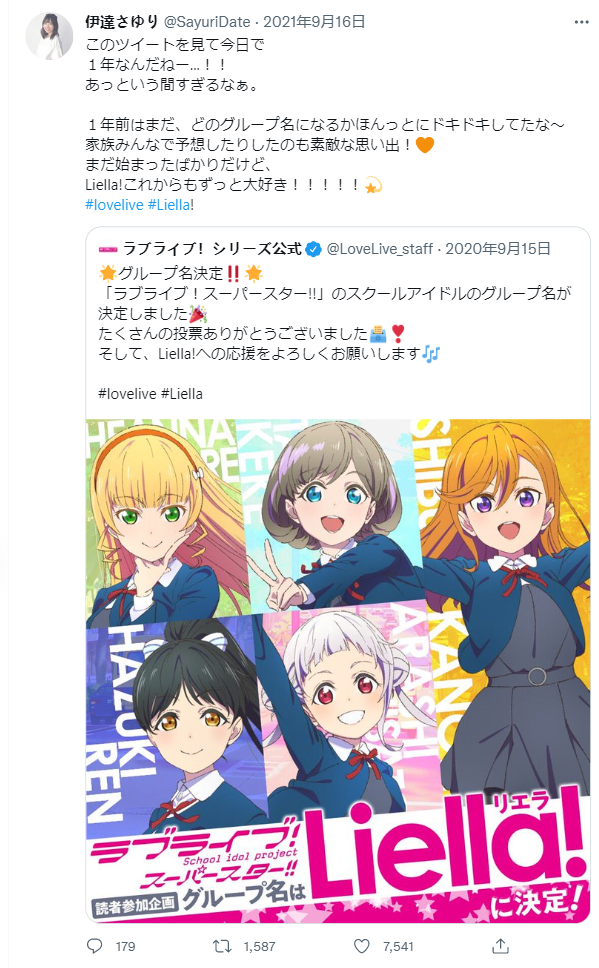 伊達さゆり @SayuriDate · 2021年9月16日
このツイートを見て今日で
１年なんだねー...！！
あっという間すぎるなぁ。
１年前はまだ、どのグループ名になるかほんっとにドキドキしてたな〜
家族みんなで予想したりしたのも素敵な思い出！🧡
まだ始まったばかりだけど、
Liella!これからもずっと大好き！！！！！💫
#lovelive #Liella!
ラブライブ！シリーズ公式 @LoveLive_staff · 2020年9月15日
🌟グループ名決定‼️🌟
「ラブライブ！スーパースター!!」のスクールアイドルのグループ名が
決定しました🎉
たくさんの投票ありがとうございました🗳❣️
そして、Liella!への応援をよろしくお願いします🎶
#lovelive #Liella
HEANNA
KEKE
SHIBU
KANO
HAZUKI
REN
ARASHI
ラブライブ!
School idol project
スーパースター!!
リエラ
Liella!
読者参加企画 グループ名は
に決定!
179 1,587 7,541